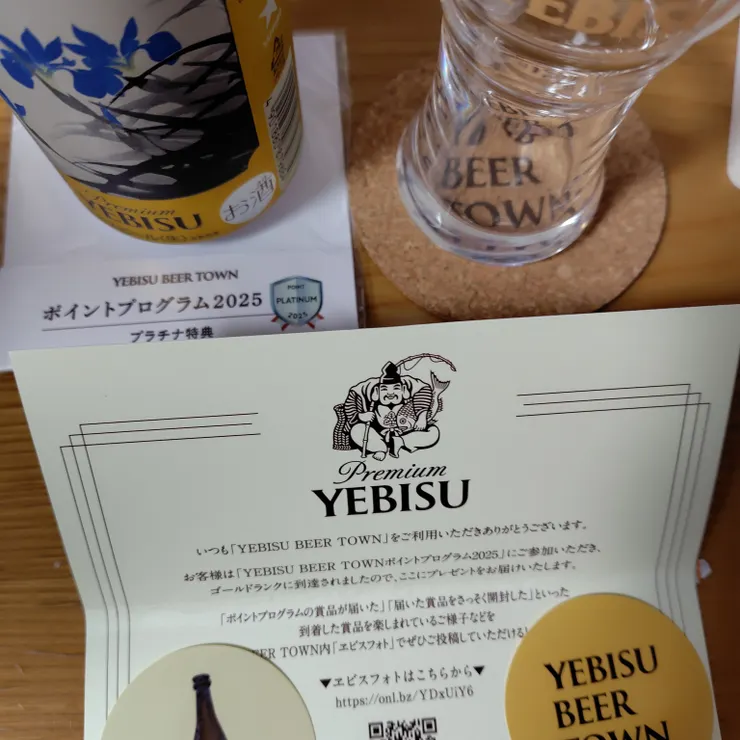 Premium
YEBISU
お酒
YEBISU
BEER
TOWN
YEBISU BEER TOWN
ポイントプログラム2025
プラチナ特典
POINT
PLATINUM
2025
Premium
YEBISU
いつも「YEBISU BEER TOWN」をご利用いただきありがとうございます。
お客様は「YEBISU BEER TOWNポイントプログラム2025」にご参加いただき、
ゴールドランクに到達されましたので、ここにプレゼントをお届けいたします。
「ポイントプログラムの賞品が届いた」「届いた賞品をさっそく開封した」といった
到着した賞品を楽しまれているご様子などを
BEER TOWN内「ヱビスフォト」でぜひご投稿していただける
▼ヱビスフォトはこちらから▼
https://onl.bz/YDxUiY6
YEBISU
BEER
TOWN